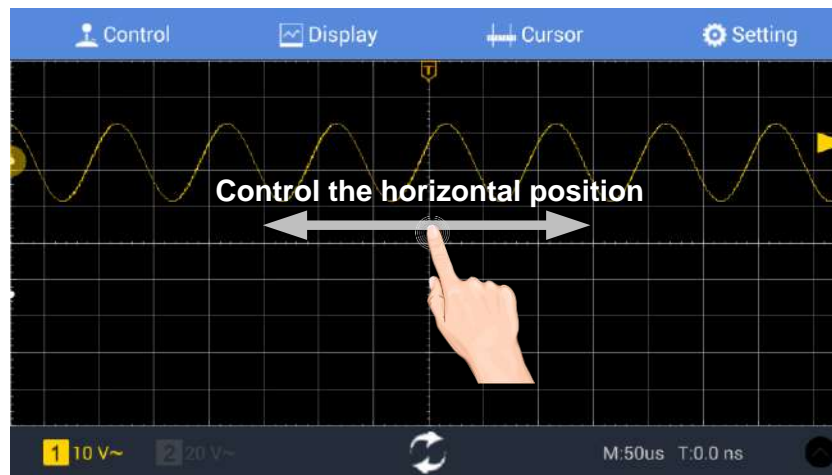 Control Display Cursor Setting
T
Control the horizontal position
1 10 V~ 2 20 V~ M:50us T:0.0 ns